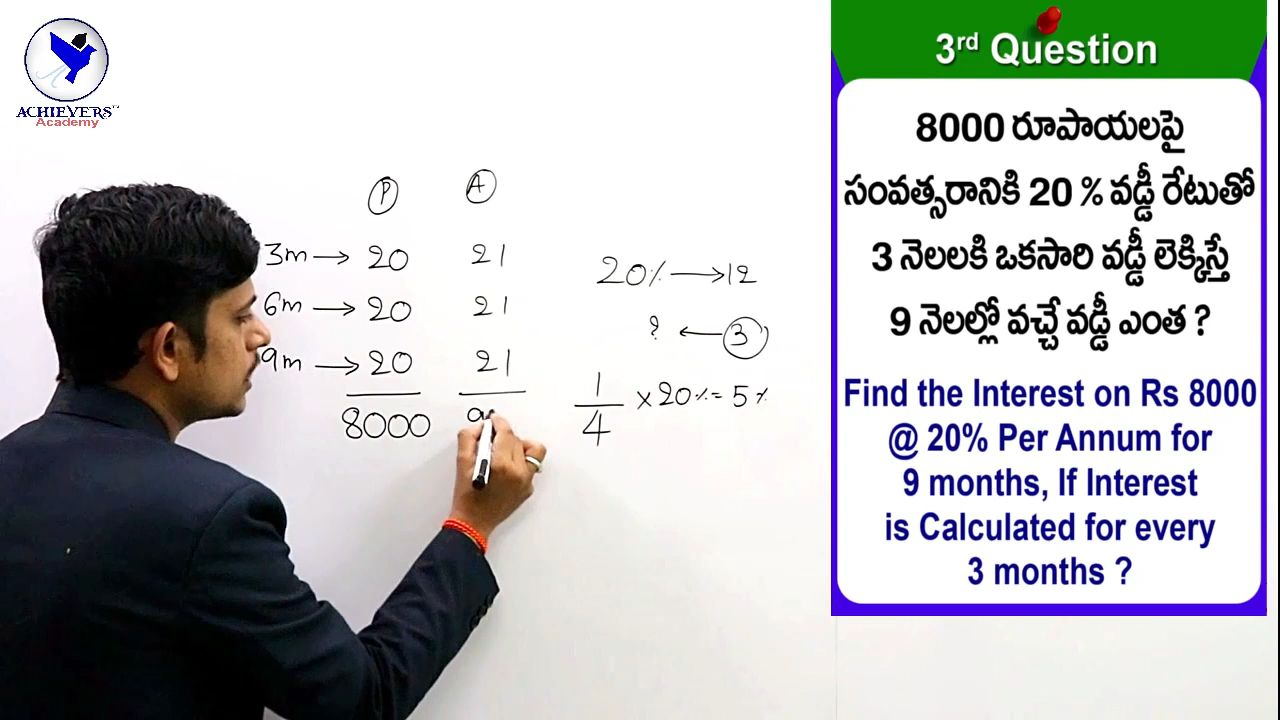 ACHIEVERS
Academy
P A
3m → 20 21
6m → 20 21
9m → 20 21
8000
20% → 12
? ← 3
1/4 × 20% = 5%
3rd Question
8000 రూపాయలపై
సంవత్సరానికి 20 % వడ్డీ రేటుతో
3 నెలలకి ఒకసారి వడ్డీ లెక్కిస్తే
9 నెలల్లో వచ్చే వడ్డీ ఎంత ?
Find the Interest on Rs 8000
@ 20% Per Annum for
9 months, If Interest
is Calculated for every
3 months ?